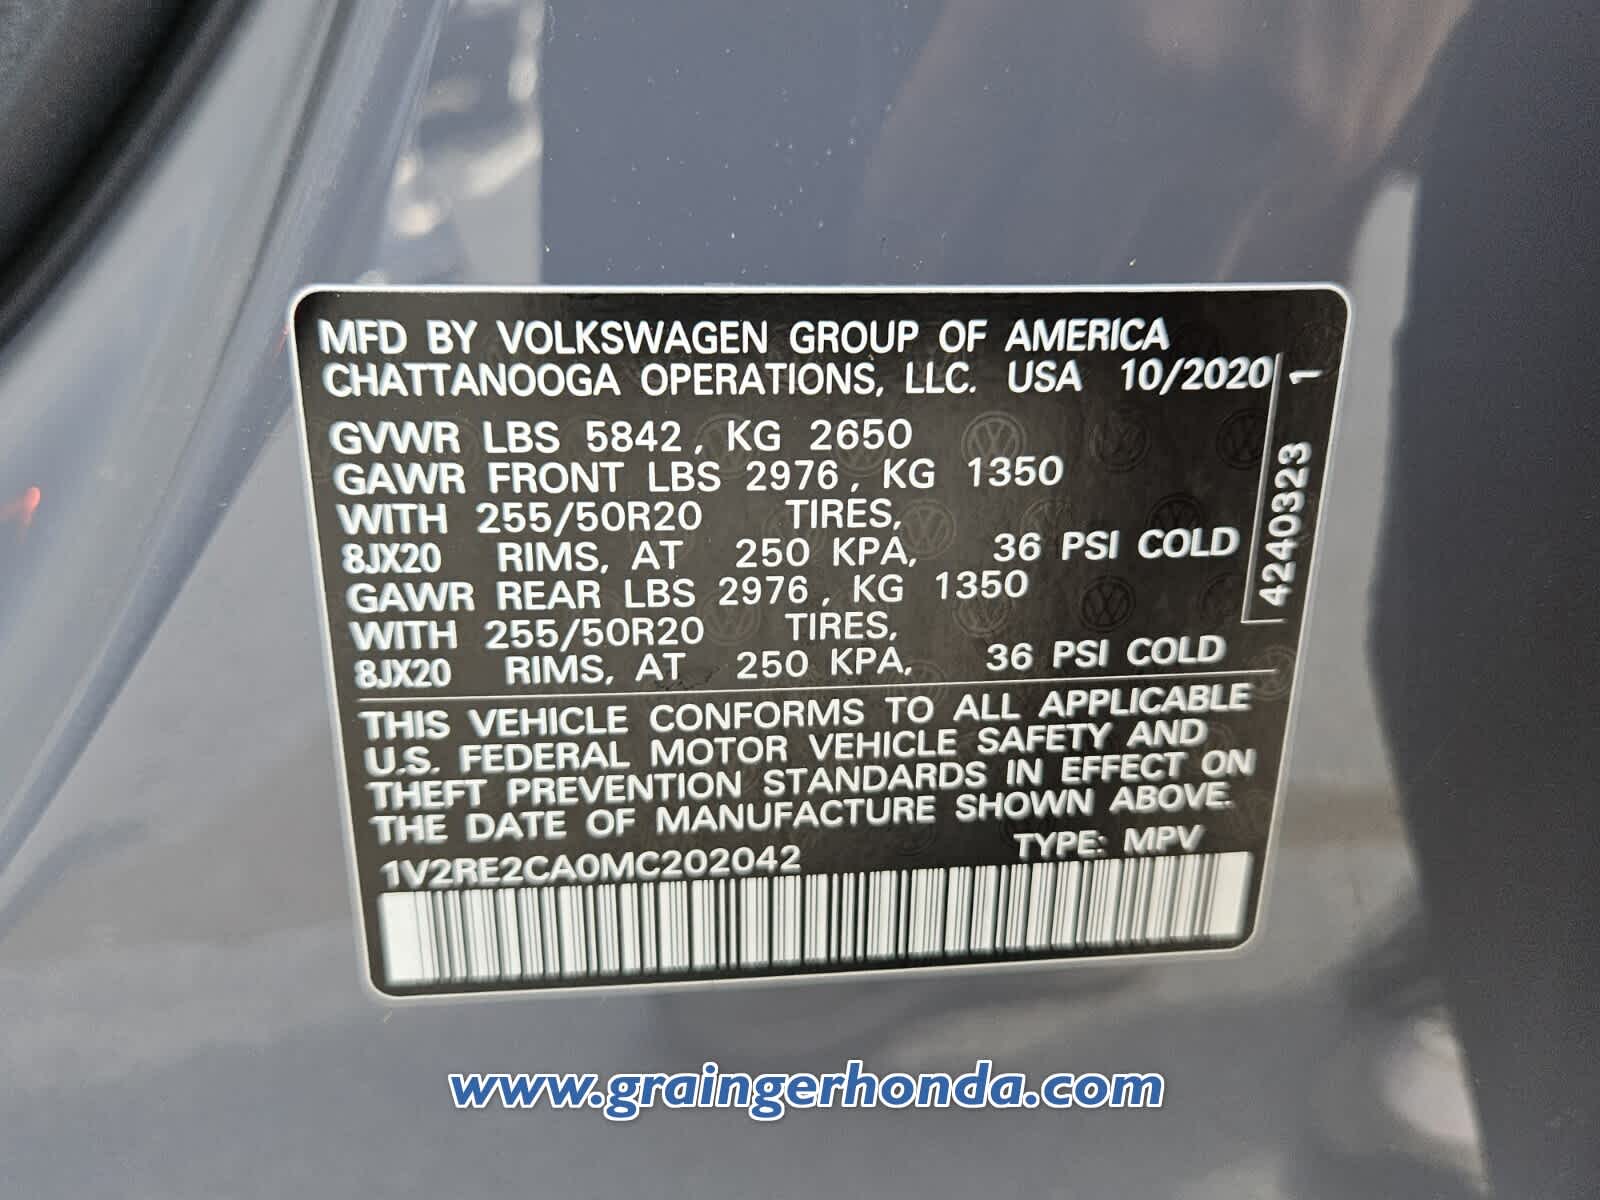 MFD BY VOLKSWAGEN GROUP OF AMERICA
CHATTANOOGA OPERATIONS, LLC. USA 10/2020
GVWR LBS 5842, KG 2650
GAWR FRONT LBS 2976, KG 1350
WITH 255/50R20 TIRES,
8JX20 RIMS, AT 250 KPA, 36 PSI COLD
GAWR REAR LBS 2976, KG 1350
WITH 255/50R20 TIRES,
8JX20 RIMS, AT 250 KPA, 36 PSI COLD
4240323 1
THIS VEHICLE CONFORMS TO ALL APPLICABLE
U.S. FEDERAL MOTOR VEHICLE SAFETY AND
THEFT PREVENTION STANDARDS IN EFFECT ON
THE DATE OF MANUFACTURE SHOWN ABOVE.
1V2RE2CA0MC202042 TYPE: MPV
www.graingerhonda.com